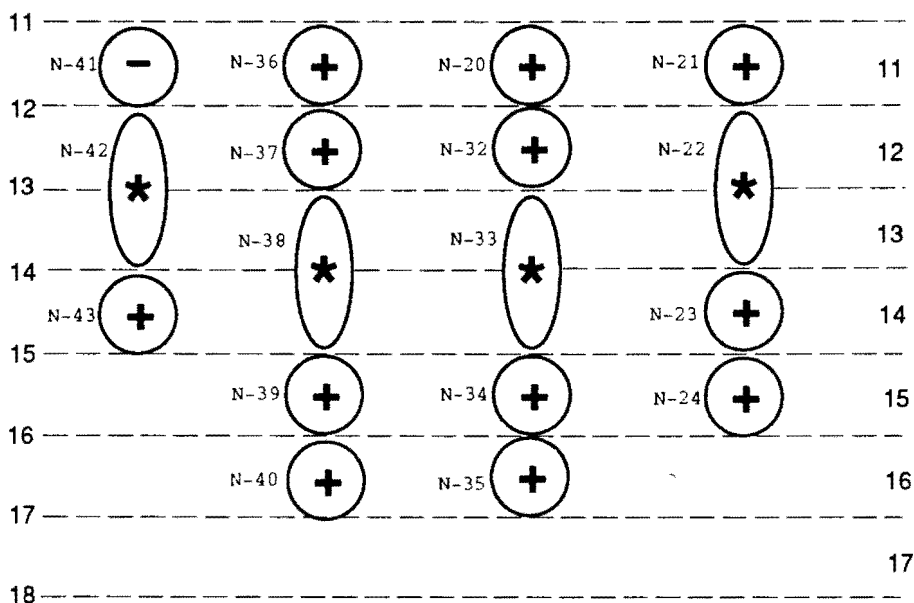 11
N-41 − N-36 + N-20 + N-21 + 11
12
N-42 * N-37 + N-32 + N-22 * 12
13
N-38 * N-33 * 13
14
N-43 + N-23 + 14
15
N-39 + N-34 + N-24 + 15
16
N-40 + N-35 + 16
17
17
18